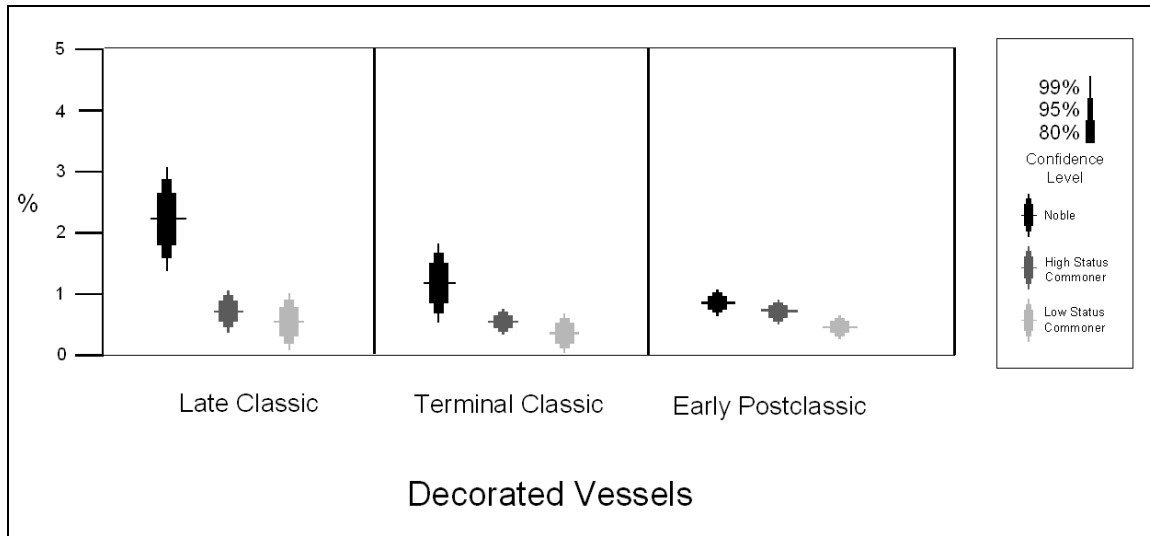 5
4
3
2
1
0
%
Late Classic
Terminal Classic
Early Postclassic
Decorated Vessels
99%
95%
80%
Confidence
Level
Noble
High Status
Commoner
Low Status
Commoner